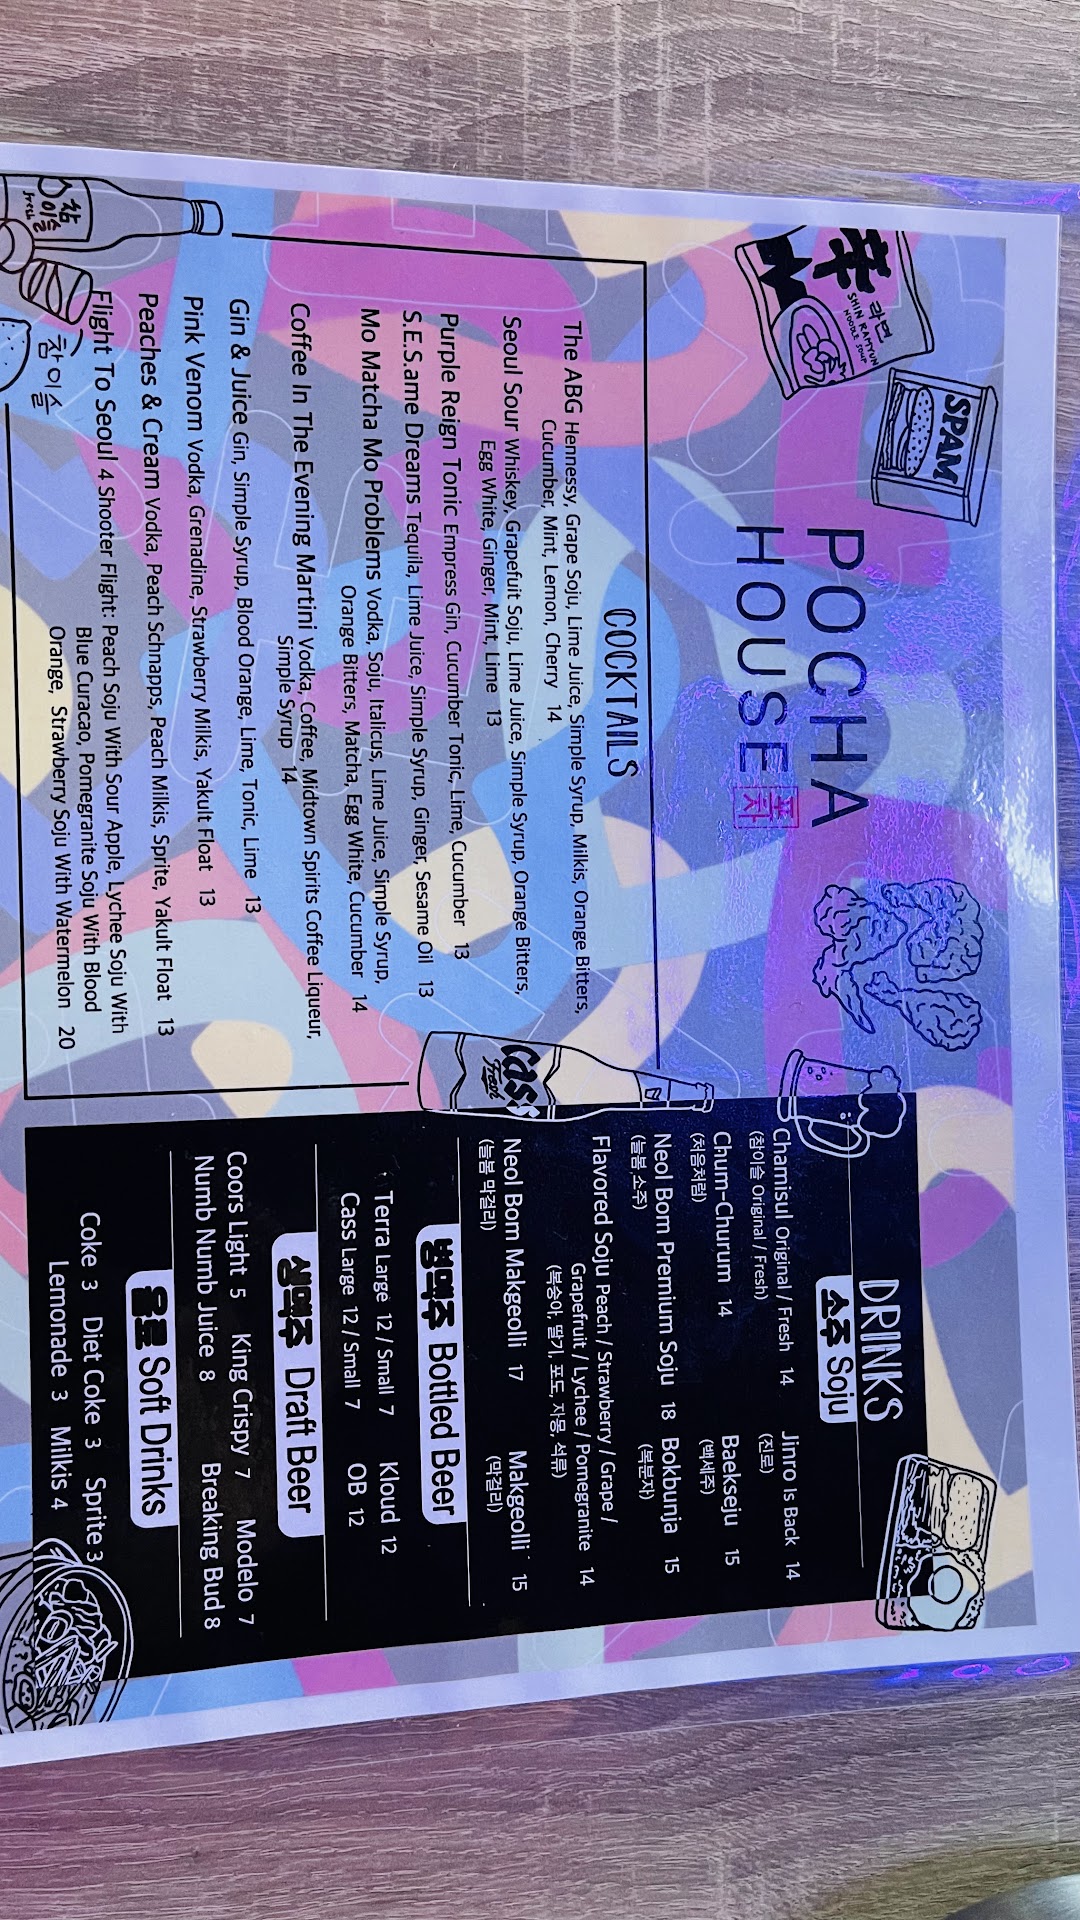 辛
라면
SHIN RAMYUN
NOODLE SOUP
SPAM
POCHA
HOUSE
포차
COCKTAILS
The ABG Hennessy, Grape Soju, Lime Juice, Simple Syrup, Milkis, Orange Bitters,
Cucumber, Mint, Lemon, Cherry 14
Seoul Sour Whiskey, Grapefuit Soju, Lime Juice, Simple Syrup, Orange Bitters,
Egg White, Ginger, Mint, Lime 13
Purple Reign Tonic Empress Gin, Cucumber Tonic, Lime, Cucumber 13
S.E.S.ame Dreams Tequila, Lime Juice, Simple Syrup, Ginger, Sesame Oil 13
Mo Matcha Mo Problems Vodka, Soju, Italicus, Lime Juice, Simple Syrup,
Orange Bitters, Matcha, Egg White, Cucumber 14
Coffee In The Evening Martini Vodka, Coffee, Midtown Spirits Coffee Liqueur,
Simple Syrup 14
Gin & Juice Gin, Simple Syrup, Blood Orange, Lime, Tonic, Lime 13
Pink Venom Vodka, Grenadine, Strawberry Milkis, Yakult Float 13
Peaches & Cream Vodka, Peach Schnapps, Peach Milkis, Sprite, Yakult Float 13
Flight To Seoul 4 Shooter Flight: Peach Soju With Sour Apple, Lychee Soju With
Blue Curacao, Pomegranite Soju With Blood
Orange, Strawberry Soju With Watermelon 20
참이슬
fresh
참이슬
Cass
Fresh
DRINKS
소주 Soju
Chamisul Original / Fresh 14 Jinro Is Back 14
(참이슬 Original / Fresh) (진로)
Chum-Churum 14 Baekseju 15
(처음처럼) (백세주)
Neol Bom Premium Soju 18 Bokbunja 15
(늘봄 소주) (복분자)
Flavored Soju Peach / Strawberry / Grape /
Grapefruit / Lychee / Pomegranite 14
(복숭아, 딸기, 포도, 자몽, 석류)
Neol Bom Makgeolli 17 Makgeolli 15
(늘봄 막걸리) (막걸리)
병맥주 Bottled Beer
Terra Large 12 / Small 7 Kloud 12
Cass Large 12 / Small 7 OB 12
생맥주 Draft Beer
Coors Light 5 King Crispy 7 Modelo 7
Numb Numb Juice 8 Breaking Bud 8
음료 Soft Drinks
Coke 3 Diet Coke 3 Sprite 3
Lemonade 3 Milkis 4